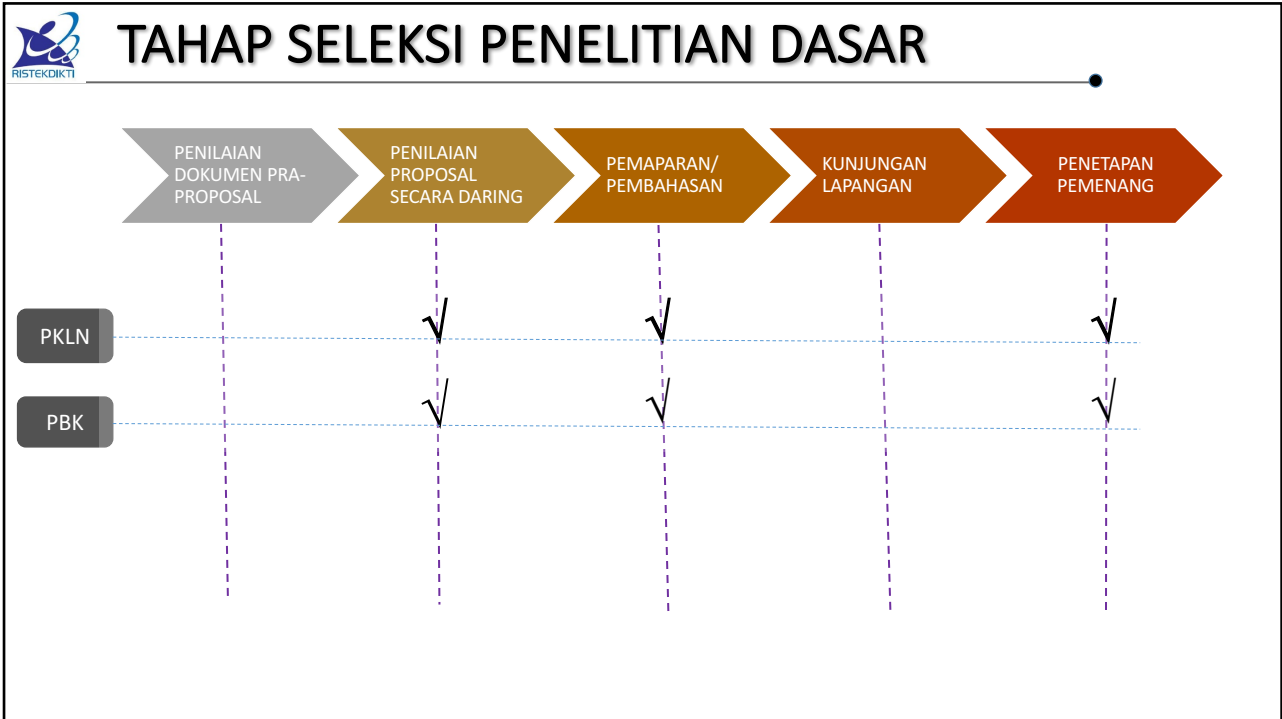 RISTEKDIKTI
TAHAP SELEKSI PENELITIAN DASAR
PENILAIAN
DOKUMEN PRA-
PROPOSAL
PENILAIAN
PROPOSAL
SECARA DARING
PEMAPARAN/
PEMBAHASAN
KUNJUNGAN
LAPANGAN
PENETAPAN
PEMENANG
PKLN √ √ √
PBK √ √ √